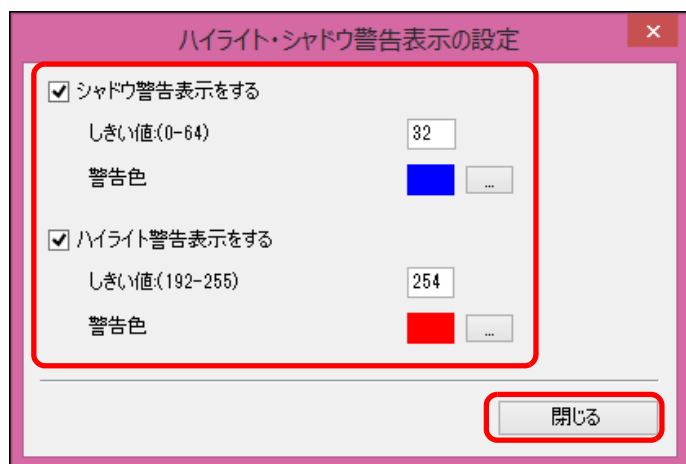 ハイライト・シャドウ警告表示の設定
×
シャドウ警告表示をする
しきい値:(0-64) 32
警告色 ...
ハイライト警告表示をする
しきい値:(192-255) 254
警告色 ...
閉じる